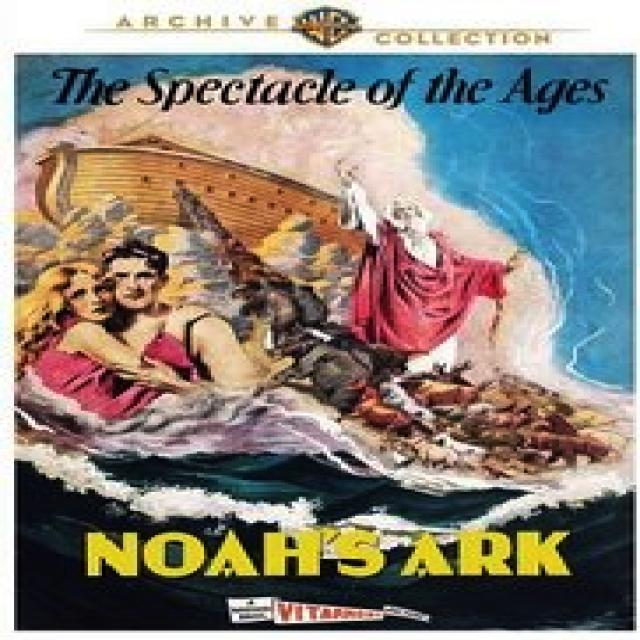 ARCHIVE
COLLECTION
The Spectacle of the Ages
NOAH'S ARK
A
VITAPHONE